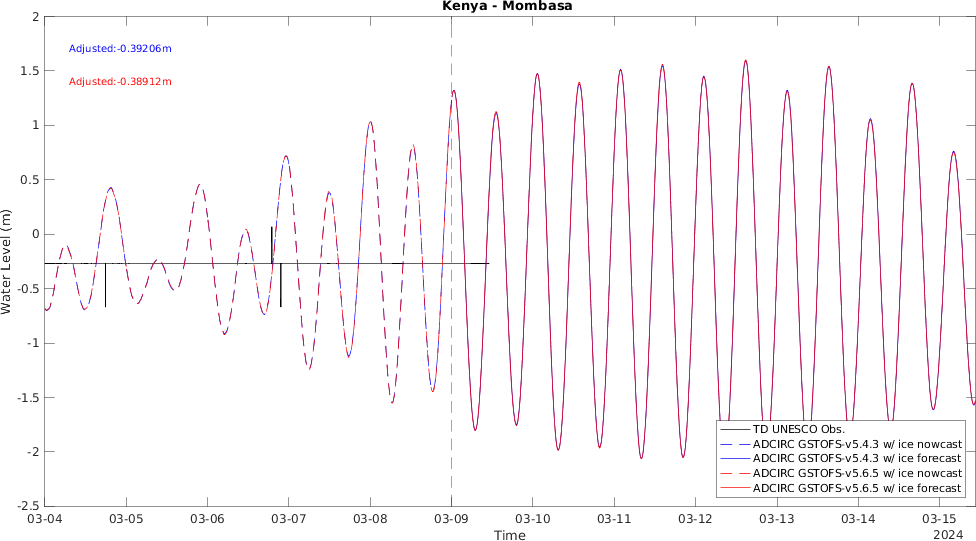 Kenya - Mombasa
Adjusted:-0.39206m
Adjusted:-0.38912m
Water Level (m)
2
1.5
1
0.5
0
-0.5
-1
-1.5
-2
-2.5
TD UNESCO Obs.
ADCIRC GSTOFS-v5.4.3 w/ ice nowcast
ADCIRC GSTOFS-v5.4.3 w/ ice forecast
ADCIRC GSTOFS-v5.6.5 w/ ice nowcast
ADCIRC GSTOFS-v5.6.5 w/ ice forecast
03-04 03-05 03-06 03-07 03-08 03-09 03-10 03-11 03-12 03-13 03-14 03-15
Time
2024